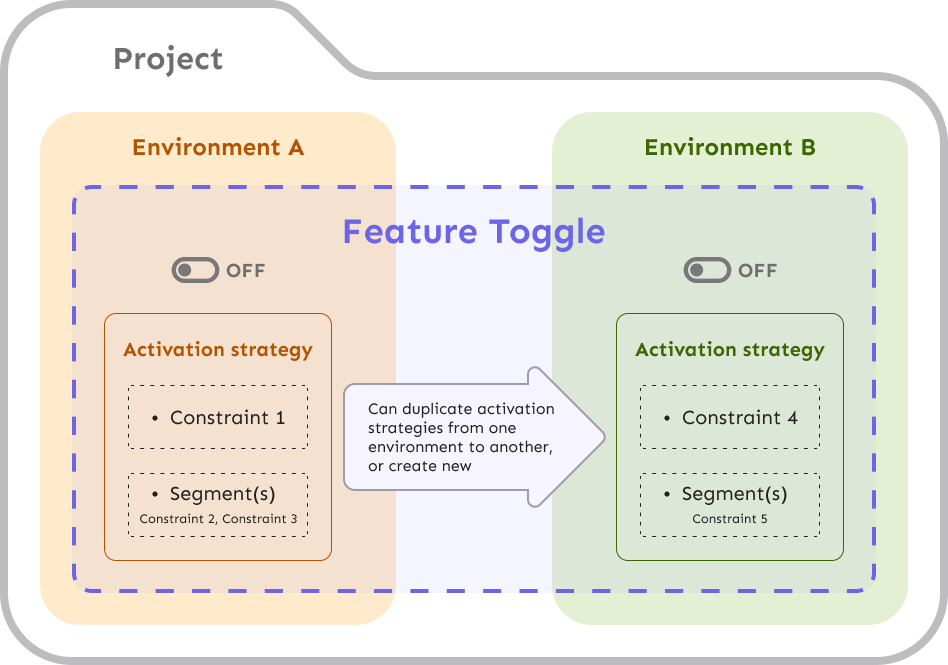 Project
Environment A
Environment B
Feature Toggle
OFF
OFF
Activation strategy
• Constraint 1
• Segment(s)
Constraint 2, Constraint 3
Can duplicate activation
strategies from one
environment to another,
or create new
Activation strategy
• Constraint 4
• Segment(s)
Constraint 5